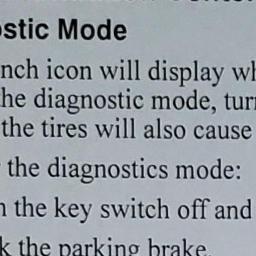 ostic Mode
nch icon will display wh
he diagnostic mode, turn
the tires will also cause
the diagnostics mode:
n the key switch off and
k the parking brake.